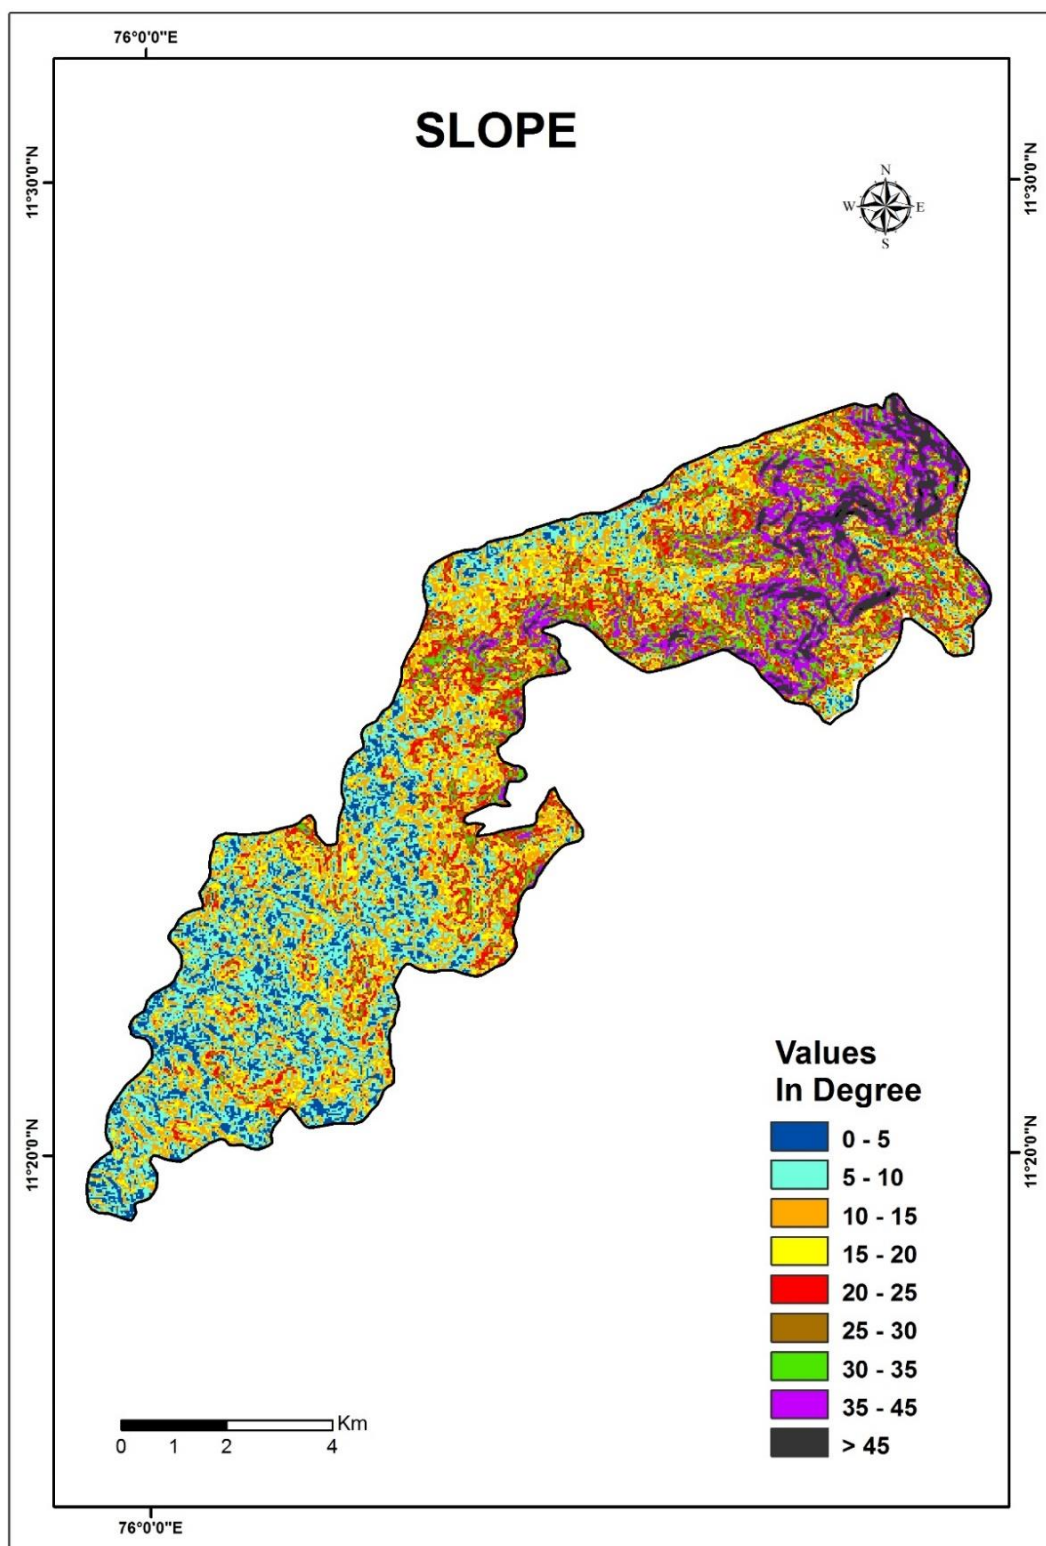 76°0'0"E
SLOPE
11°30'0"N
11°30'0"N
N
W
E
S
11°20'0"N
11°20'0"N
Values
In Degree
0 - 5
5 - 10
10 - 15
15 - 20
20 - 25
25 - 30
30 - 35
35 - 45
> 45
Km
0 1 2 4
76°0'0"E